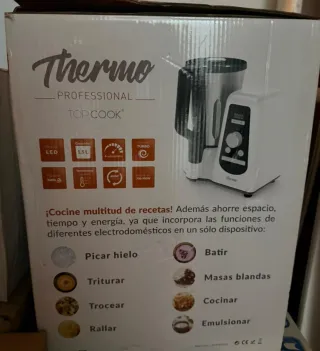 Thermo
PROFESSIONAL
TOPCOOK
LED
¡Cocine multitud de recetas! Además ahorre espacio,
tiempo y energía, ya que incorpora las funciones de
diferentes electrodomésticos en un sólo dispositivo:
Picar hielo
Batir
Triturar
Masas blandas
Trocear
Cocinar
Rallar
Emulsionar